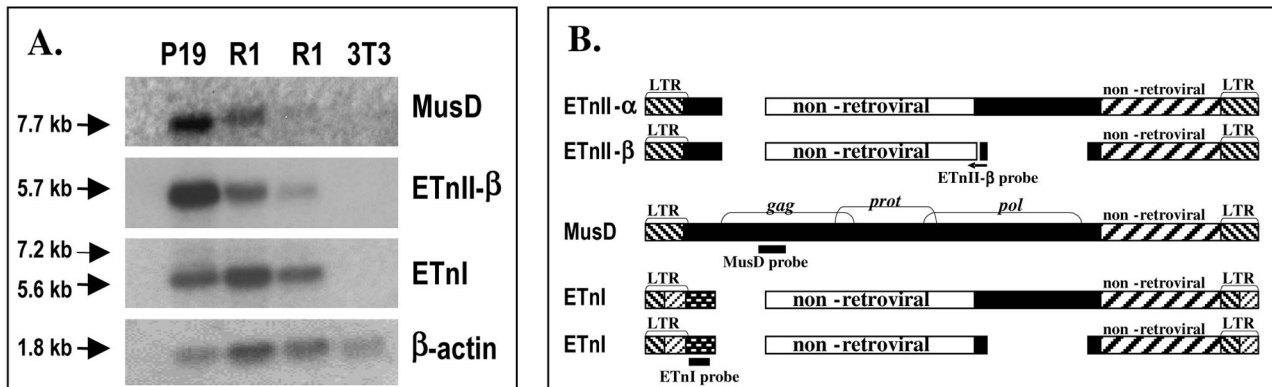 A.
P19 R1 R1 3T3
7.7 kb MusD
5.7 kb ETnII-β
7.2 kb
5.6 kb ETnI
1.8 kb β-actin
B.
LTR non-retroviral LTR
ETnII-α non-retroviral
LTR non-retroviral LTR
ETnII-β non-retroviral
ETnII-β probe
gag prot pol
LTR non-retroviral LTR
MusD
MusD probe
LTR non-retroviral LTR
ETnI non-retroviral
LTR non-retroviral LTR
ETnI non-retroviral
ETnI probe